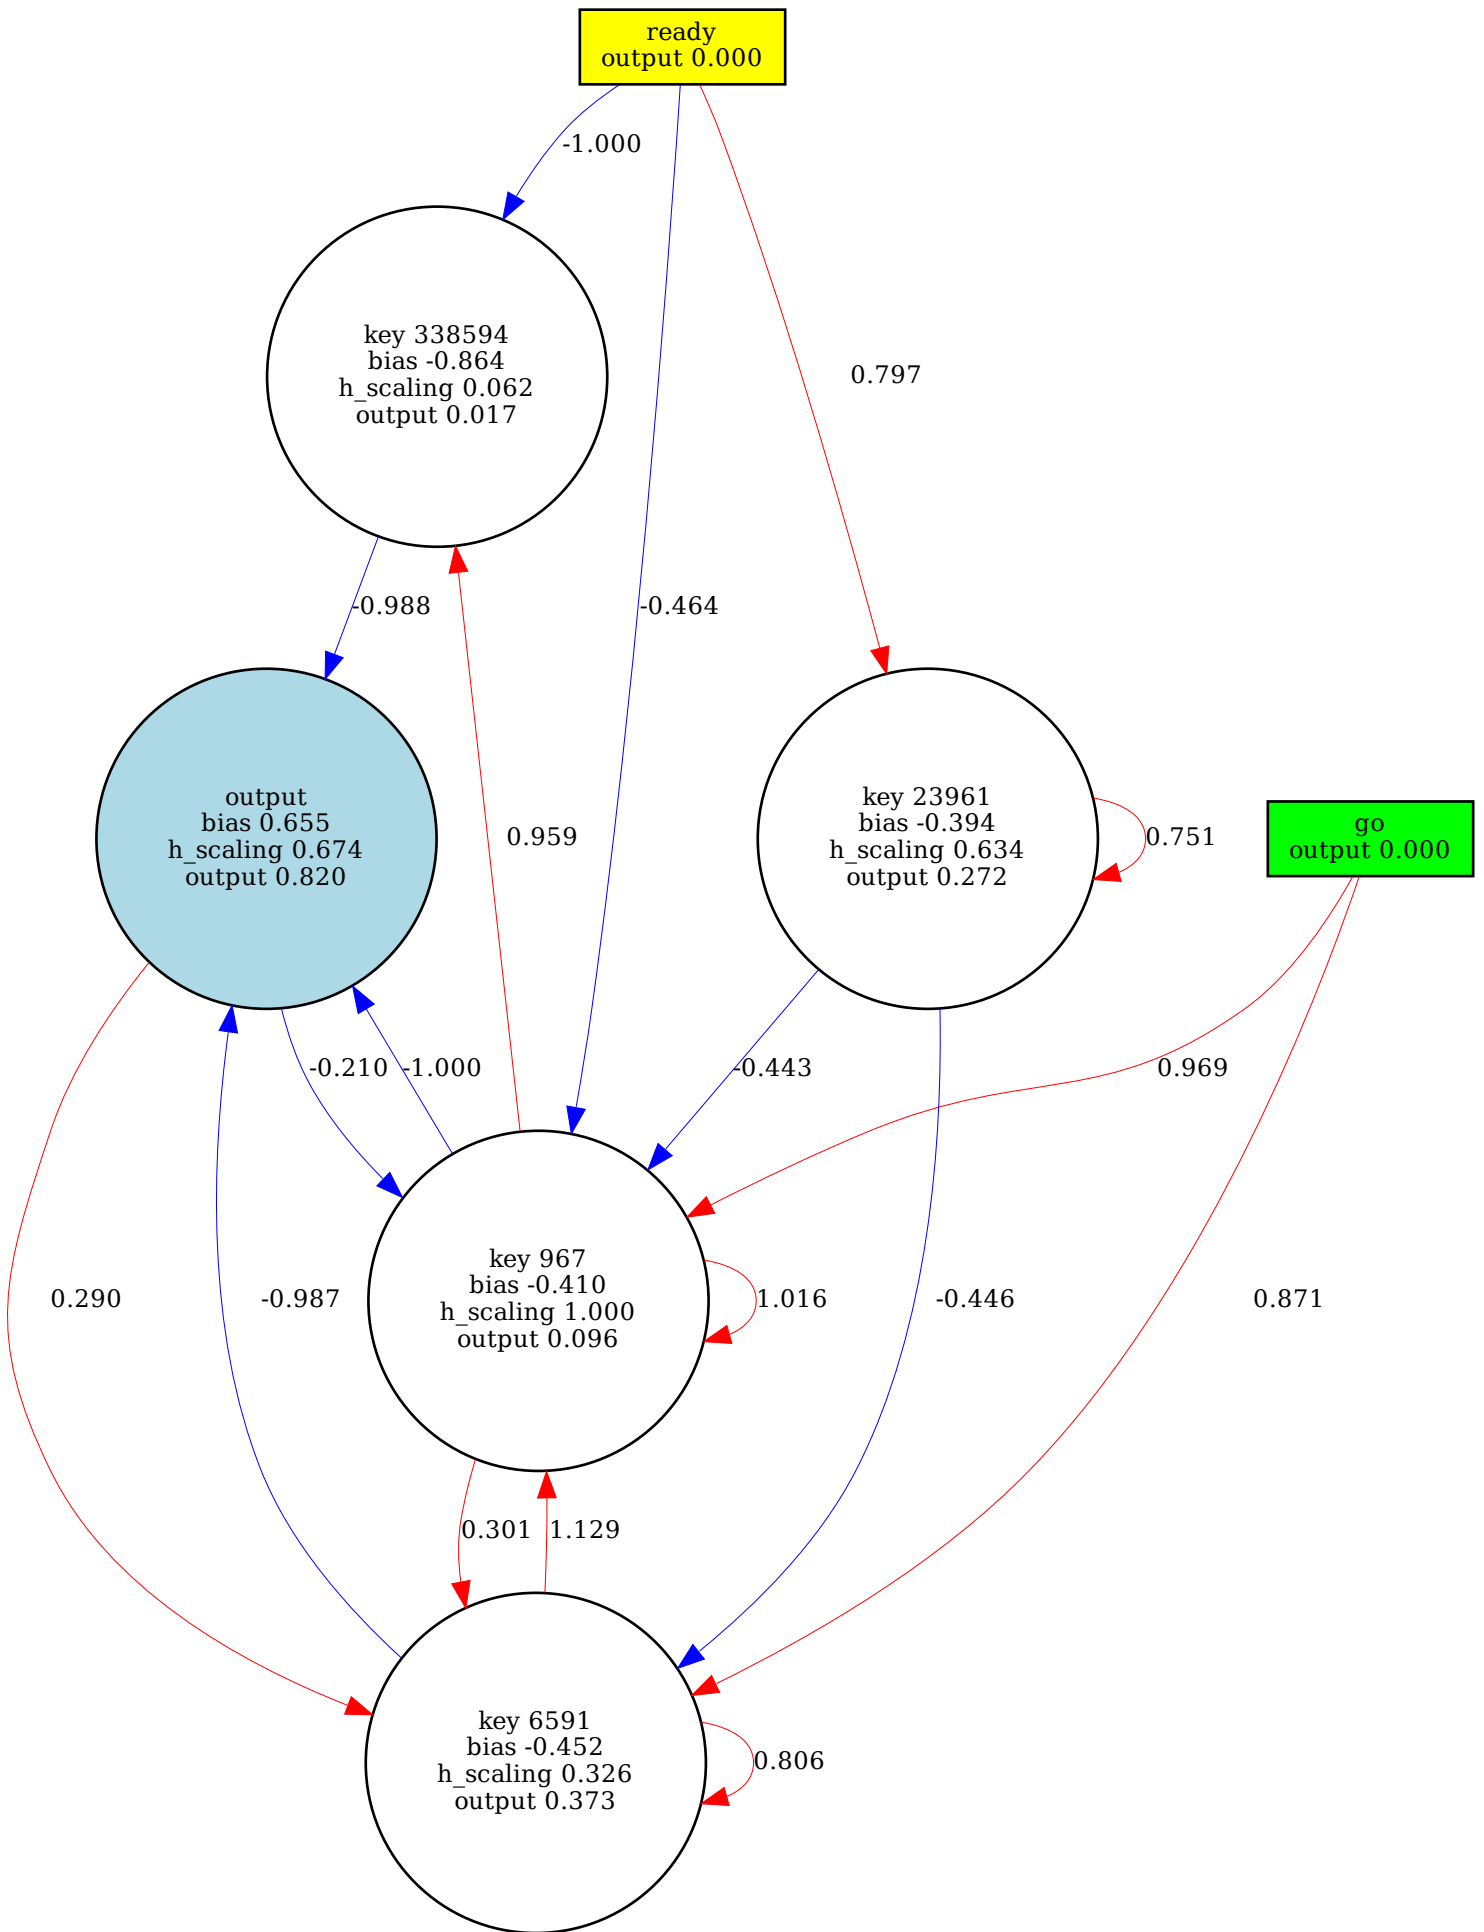 ready
output 0.000
-1.000
key 338594
bias -0.864
h_scaling 0.062
output 0.017
0.797
-0.988
-0.464
output
bias 0.655
h_scaling 0.674
output 0.820
0.959
key 23961
bias -0.394
h_scaling 0.634
output 0.272
0.751
go
output 0.000
-0.210
-1.000
-0.443
0.969
key 967
bias -0.410
h_scaling 1.000
output 0.096
0.290
-0.987
1.016
-0.446
0.871
0.301
1.129
key 6591
bias -0.452
h_scaling 0.326
output 0.373
0.806